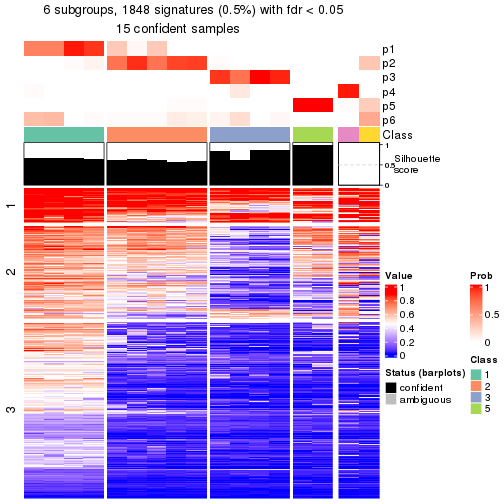 6 subgroups, 1848 signatures (0.5%) with fdr < 0.05
15 confident samples
p1
p2
p3
p4
p5
p6
Class
1
0.5
0
Silhouette
score
1
2
3
Value
1
0.8
0.6
0.4
0.2
0
Status (barplots)
confident
ambiguous
Prob
1
0.5
0
Class
1
2
3
5